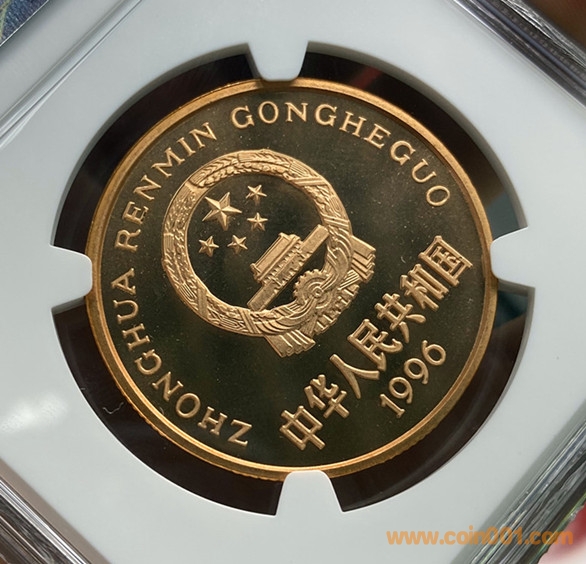 ZHONGHUA RENMIN GONGHEGUO
中华人民共和国
1996
www.coin001.com